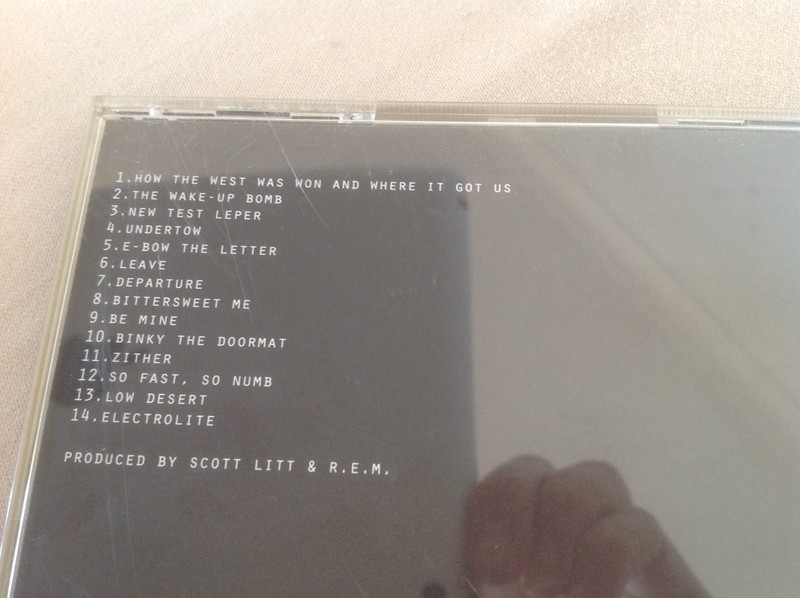 1.HOW THE WEST WAS WON AND WHERE IT GOT US
2.THE WAKE-UP BOMB
3.NEW TEST LEPER
4.UNDERTOW
5.E-BOW THE LETTER
6.LEAVE
7.DEPARTURE
8.BITTERSWEET ME
9.BE MINE
10.BINKY THE DOORMAT
11.ZITHER
12.SO FAST, SO NUMB
13.LOW DESERT
14.ELECTROLITE
PRODUCED BY SCOTT LITT & R.E.M.